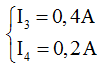 I₃ = 0,4A
I₄ = 0,2A